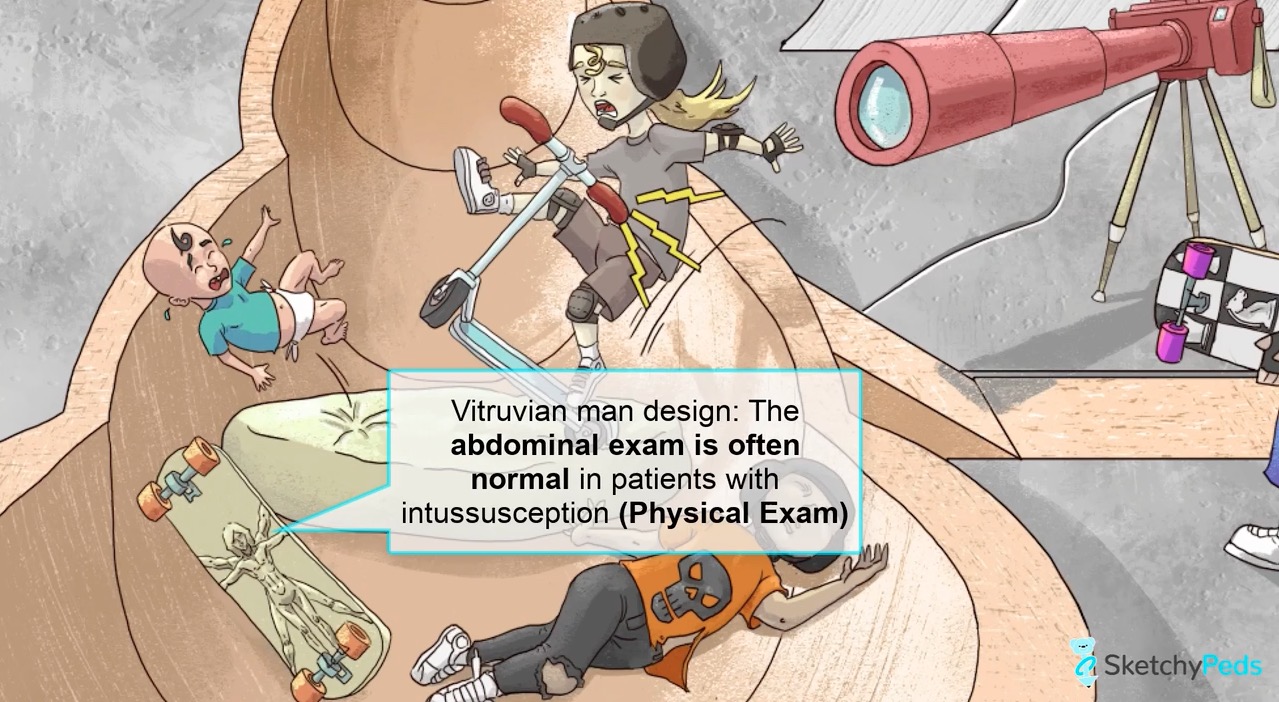 Vitruvian man design: The
abdominal exam is often
normal in patients with
intussusception (Physical Exam)
SketchyPeds